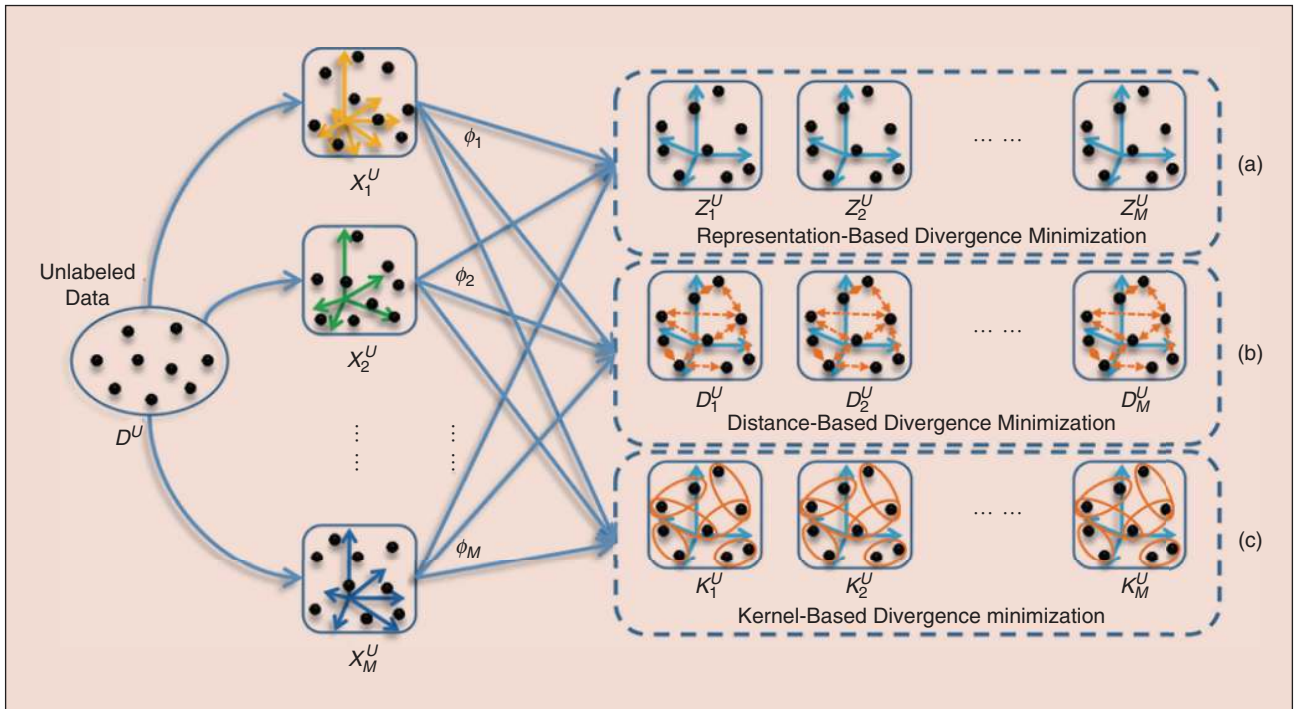 Unlabeled
Data
D^U
X_1^U
X_2^U
⋮ ⋮
X_M^U
ϕ_1
ϕ_2
ϕ_M
Z_1^U Z_2^U ... ... Z_M^U
Representation-Based Divergence Minimization
(a)
D_1^U D_2^U ... ... D_M^U
Distance-Based Divergence Minimization
(b)
K_1^U K_2^U ... ... K_M^U
Kernel-Based Divergence minimization
(c)